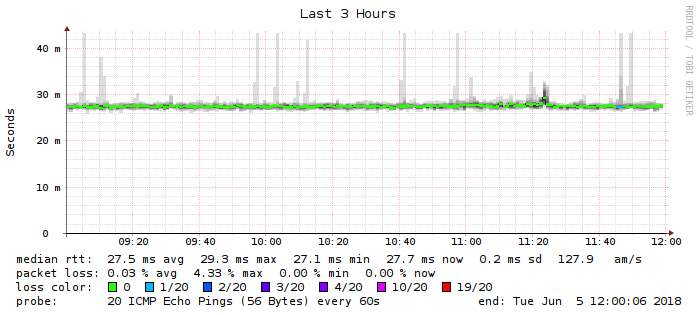 Last 3 Hours
RRDTOOL / TOBI OETIKER
Seconds
40 m
30 m
20 m
10 m
0
09:20 09:40 10:00 10:20 10:40 11:00 11:20 11:40 12:00
median rtt: 27.5 ms avg 29.3 ms max 27.1 ms min 27.7 ms now 0.2 ms sd 127.9 am/s
packet loss: 0.03 % avg 4.33 % max 0.00 % min 0.00 % now
loss color: 0 1/20 2/20 3/20 4/20 10/20 19/20
probe: 20 ICMP Echo Pings (56 Bytes) every 60s end: Tue Jun 5 12:00:06 2018